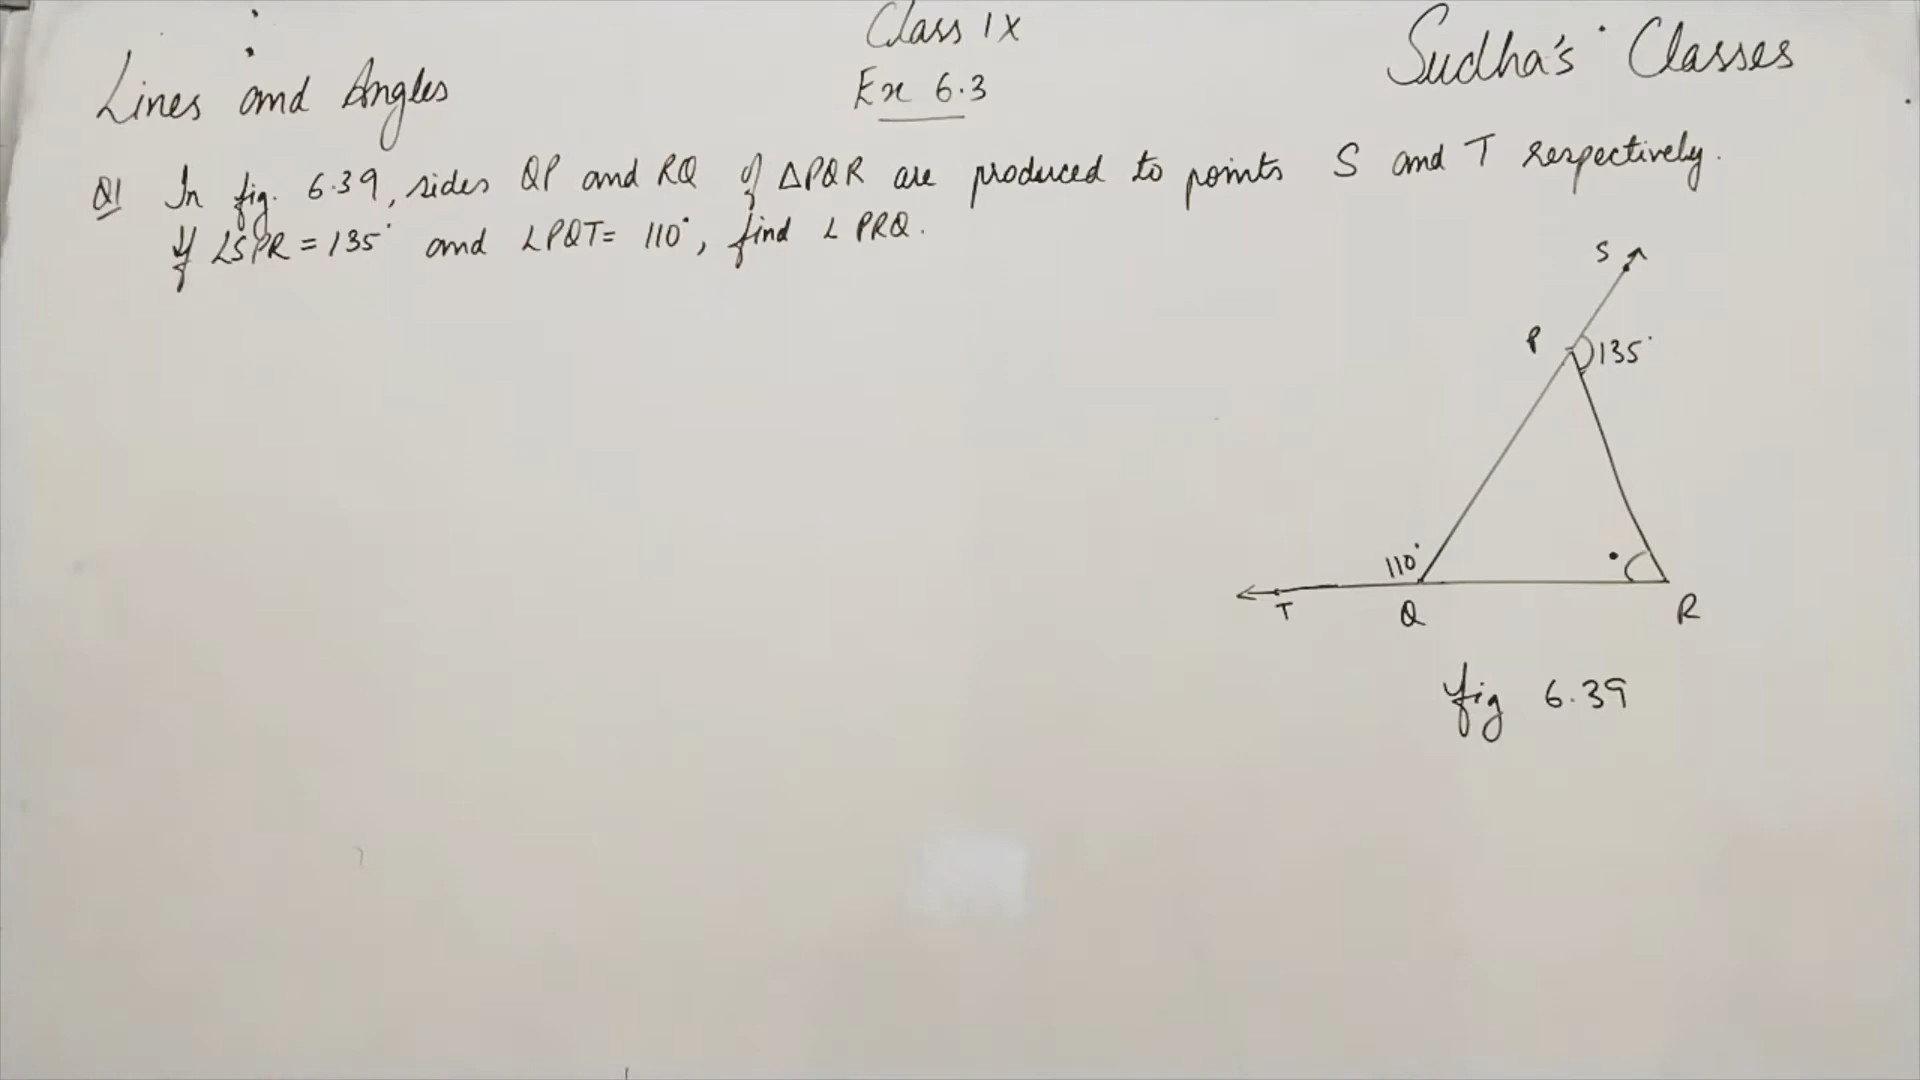 Class IX
Sudha's Classes
Lines and Angles
Ex 6.3
Q1 In fig. 6.39, sides QP and RQ of △PQR are produced to points S and T respectively.
If ∠SPR = 135° and ∠PQT = 110°, find ∠PRQ.
S
P
135°
110°
T
Q
R
fig 6.39